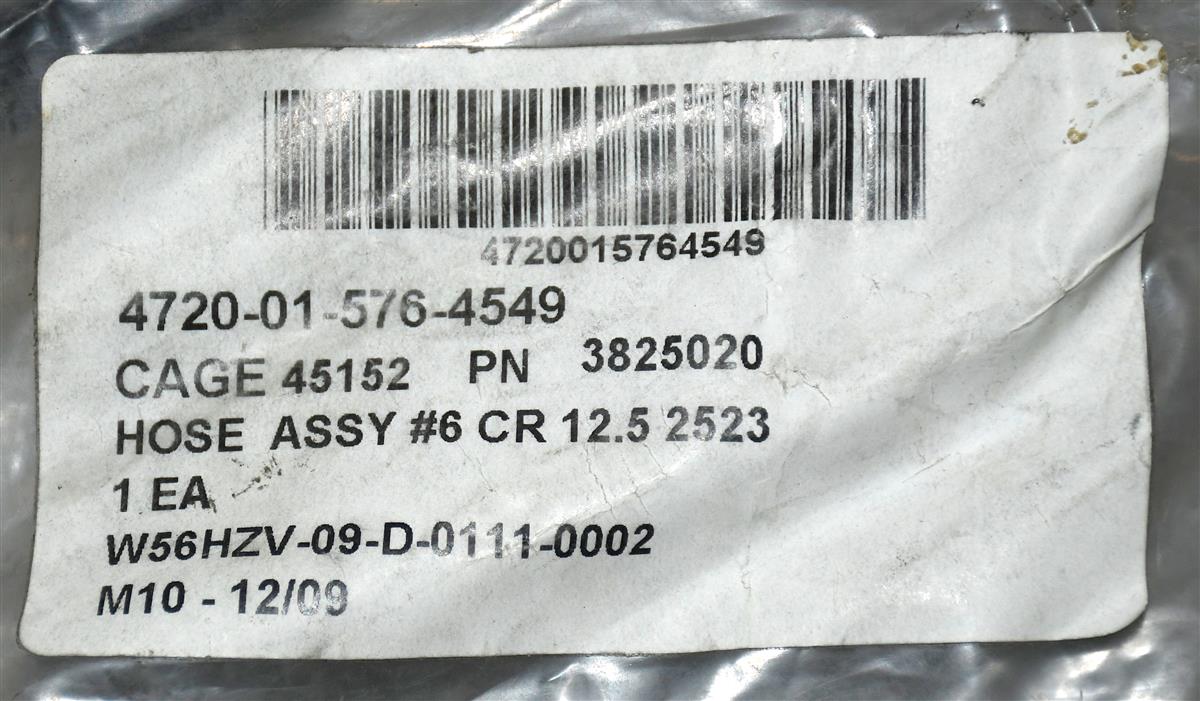 4720015764549
4720-01-576-4549
CAGE 45152 PN 3825020
HOSE ASSY #6 CR 12.5 2523
1 EA
W56HZV-09-D-0111-0002
M10 - 12/09